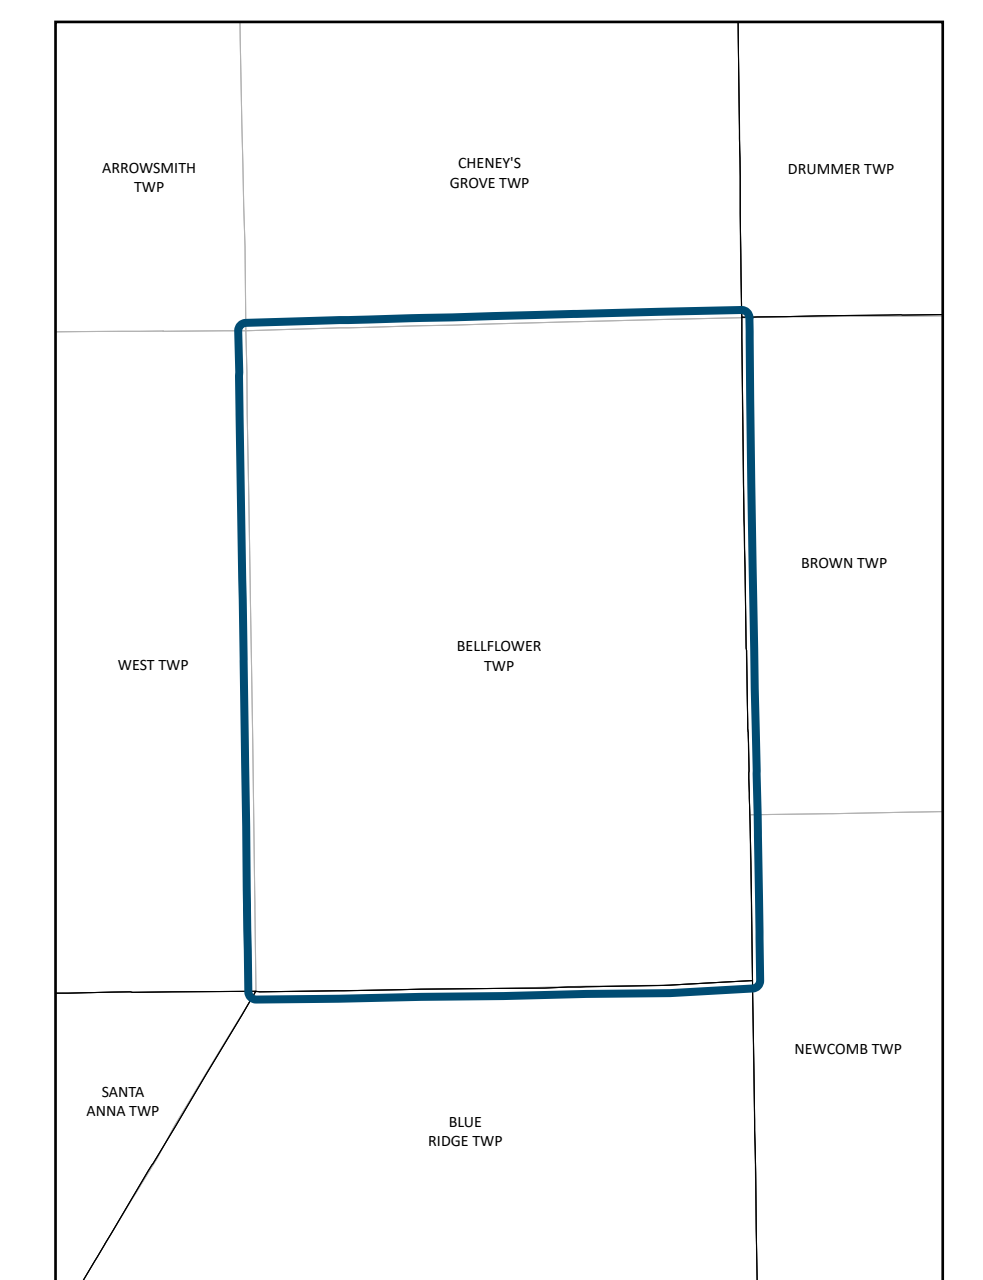 ARROWSMITH
TWP
CHENEY'S
GROVE TWP
DRUMMER TWP
BROWN TWP
BELLFLOWER
TWP
WEST TWP
NEWCOMB TWP
SANTA
ANNA TWP
BLUE
RIDGE TWP